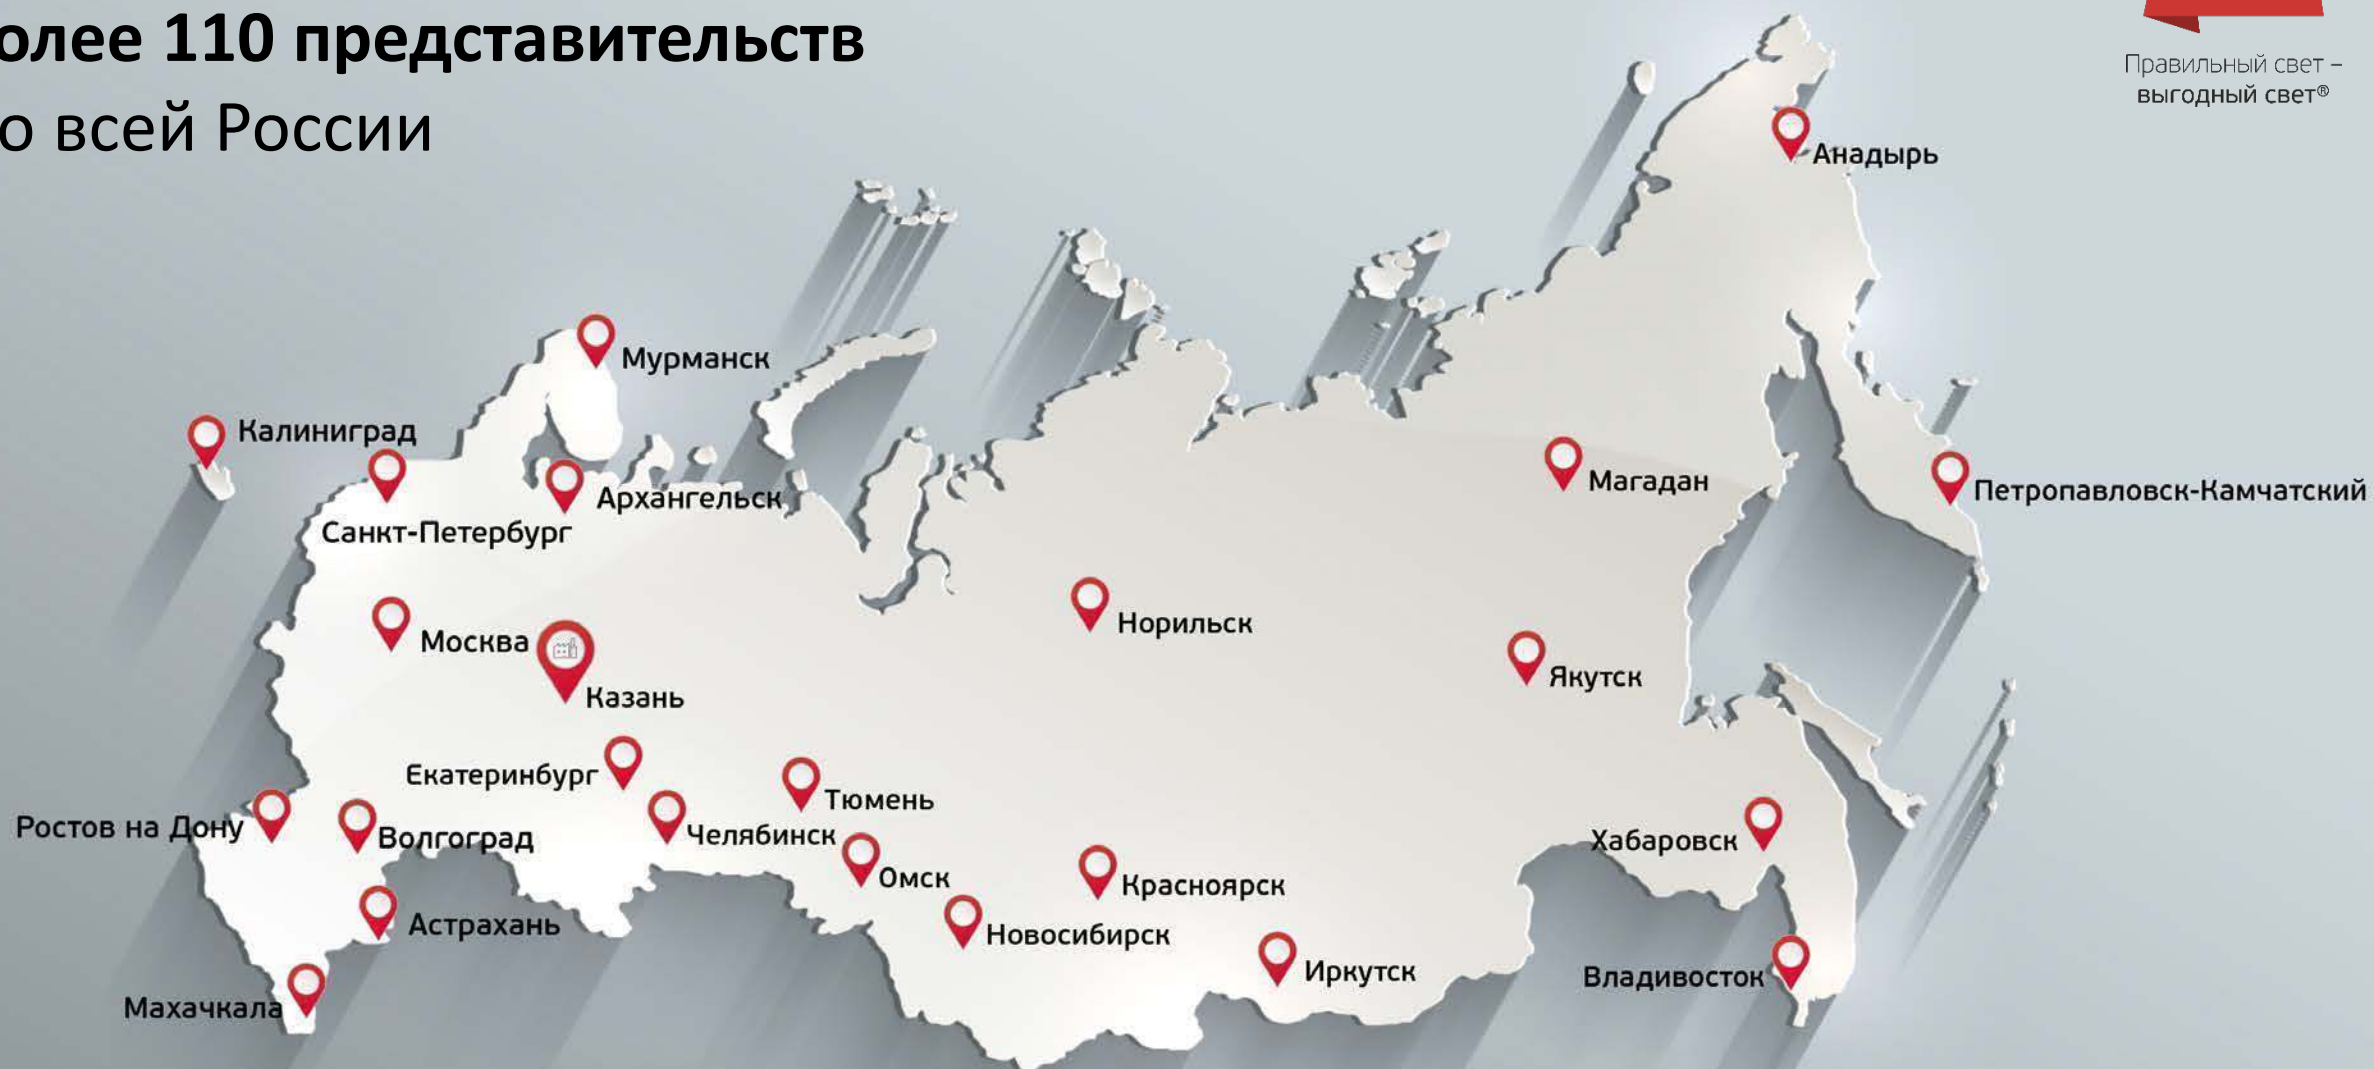 олее 110 представительств
о всей России
Правильный свет –
выгодный свет®
Анадырь
Мурманск
Калининград
Архангельск
Санкт-Петербург
Магадан
Петропавловск-Камчатский
Норильск
Москва
Якутск
Казань
Екатеринбург
Тюмень
Ростов на Дону
Волгоград
Челябинск
Хабаровск
Омск
Красноярск
Астрахань
Новосибирск
Иркутск
Владивосток
Махачкала